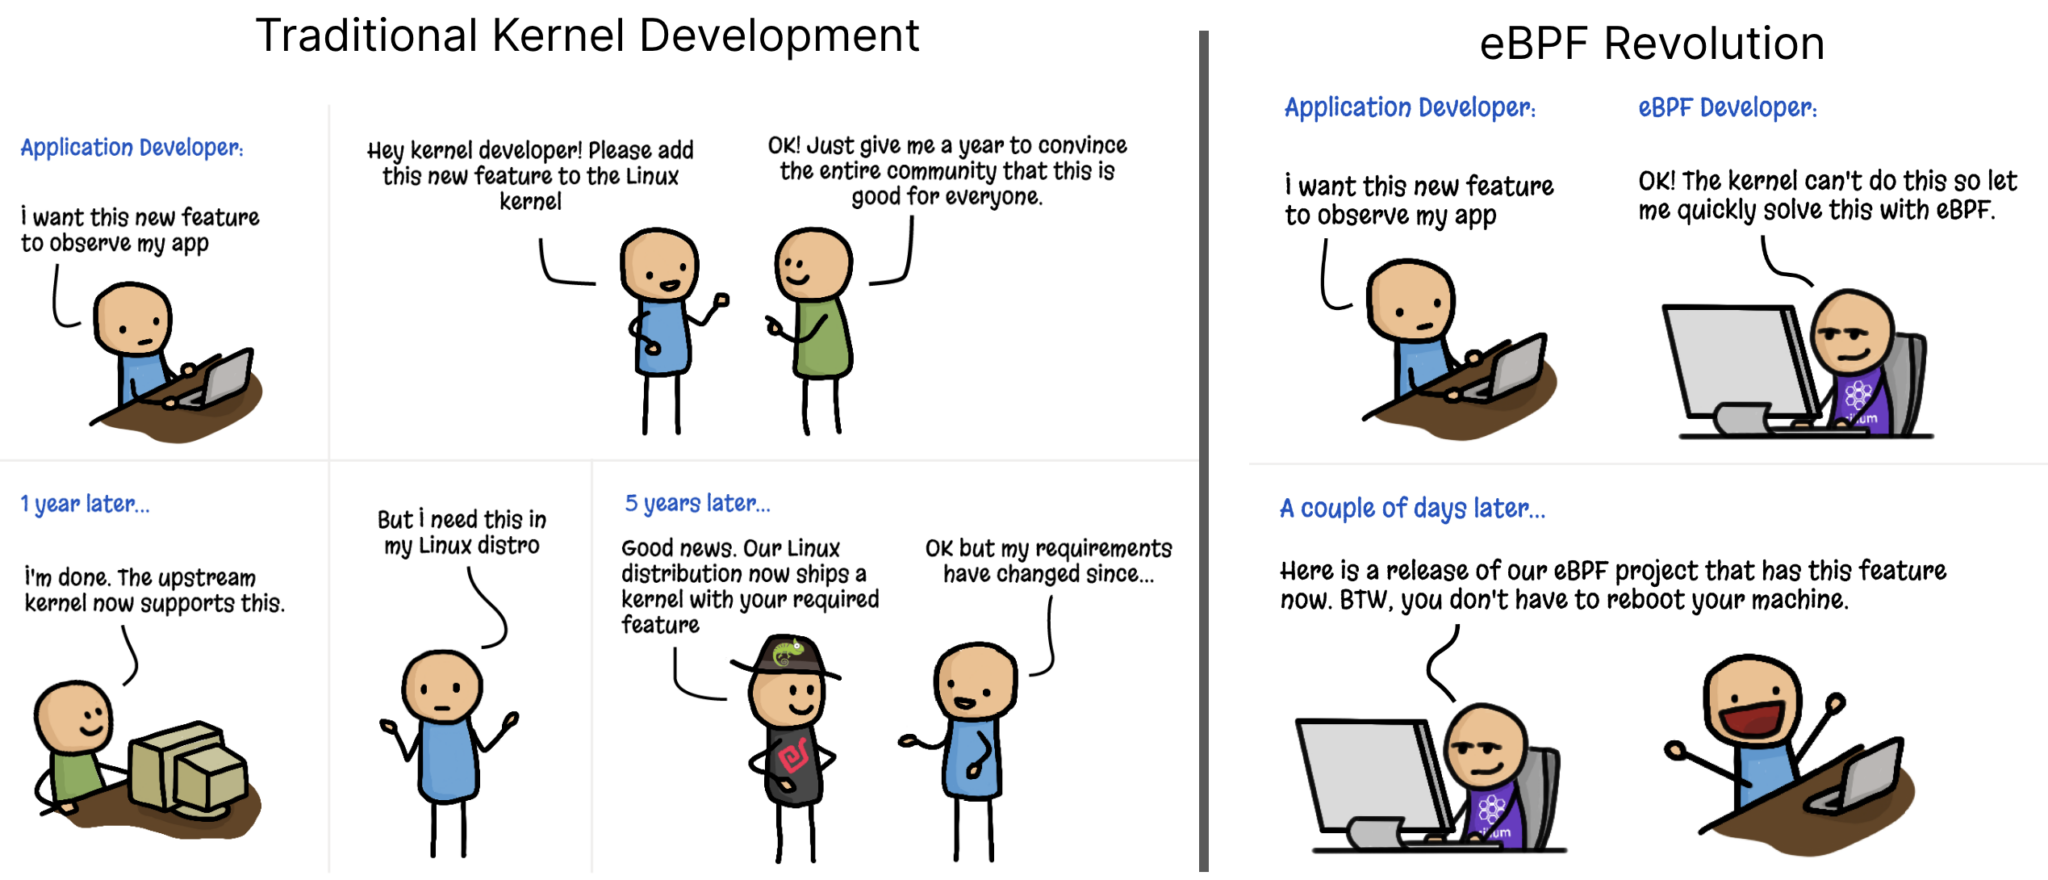 Traditional Kernel Development
Application Developer:
i want this new feature
to observe my app
Hey kernel developer! Please add
this new feature to the Linux
kernel
OK! Just give me a year to convince
the entire community that this is
good for everyone.
1 year later...
i'm done. The upstream
kernel now supports this.
But i need this in
my Linux distro
5 years later...
Good news. Our Linux
distribution now ships a
kernel with your required
feature
OK but my requirements
have changed since...
eBPF Revolution
Application Developer:
i want this new feature
to observe my app
eBPF Developer:
OK! The kernel can't do this so let
me quickly solve this with eBPF.
A couple of days later...
Here is a release of our eBPF project that has this feature
now. BTW, you don't have to reboot your machine.